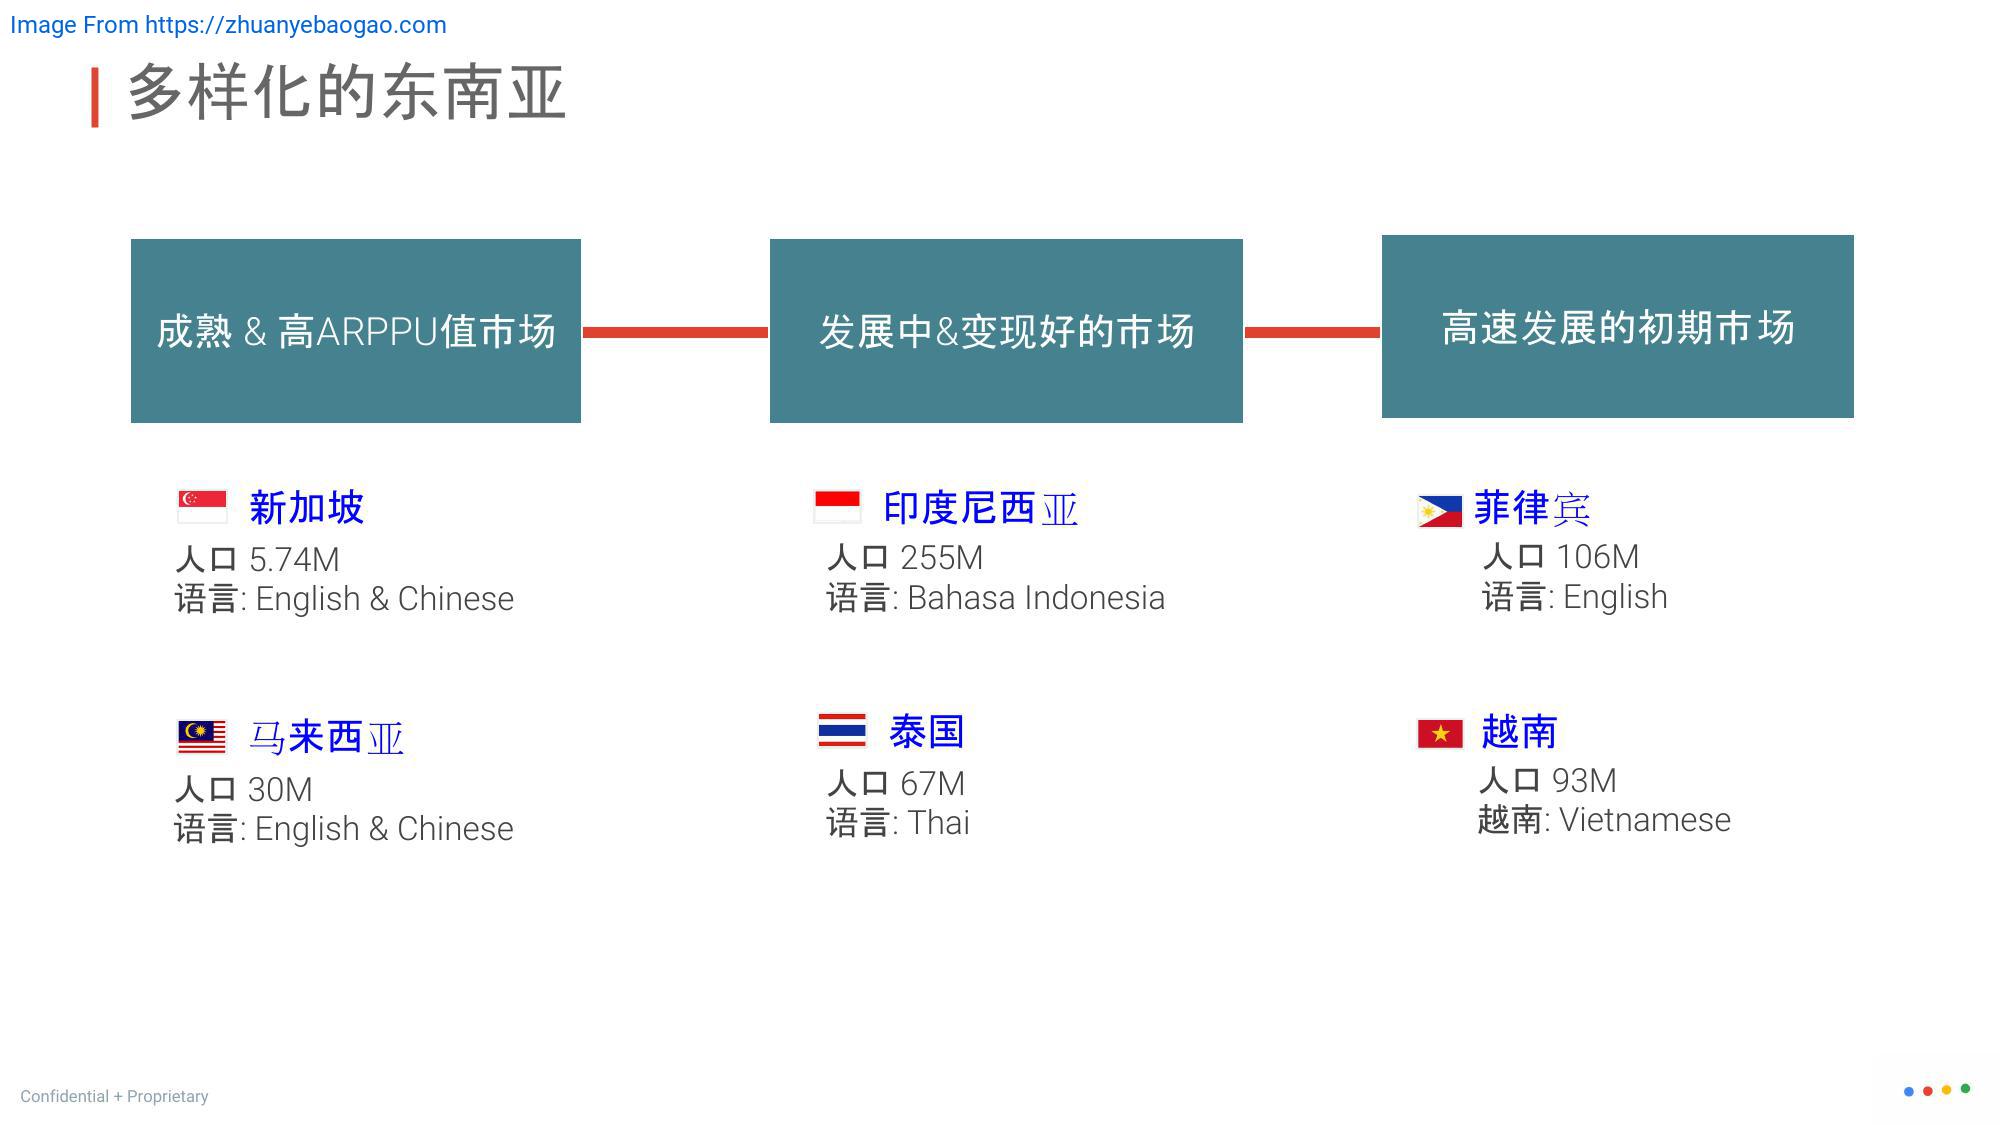 Image From https://zhuanyebaogao.com
多样化的东南亚
成熟 & 高ARPPU值市场
发展中&变现好的市场
高速发展的初期市场
新加坡
人口 5.74M
语言: English & Chinese
马来西亚
人口 30M
语言: English & Chinese
印度尼西亚
人口 255M
语言: Bahasa Indonesia
泰国
人口 67M
语言: Thai
菲律宾
人口 106M
语言: English
越南
人口 93M
越南: Vietnamese
Confidential + Proprietary